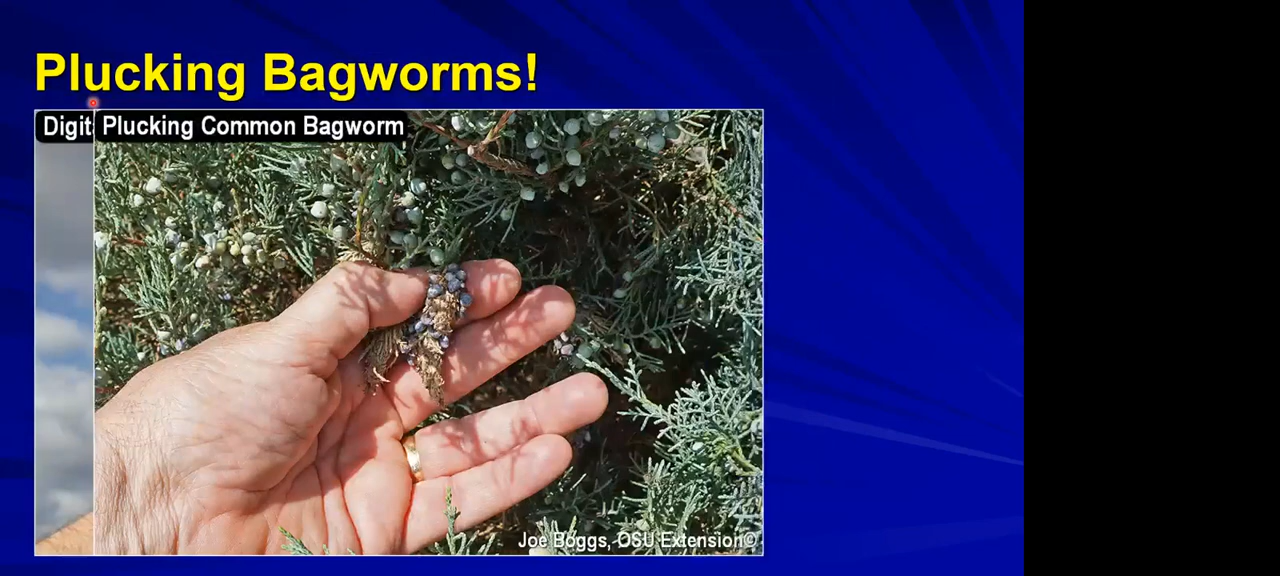 Plucking Bagworms!
Digit
Plucking Common Bagworm
Joe Boggs, OSU Extension©